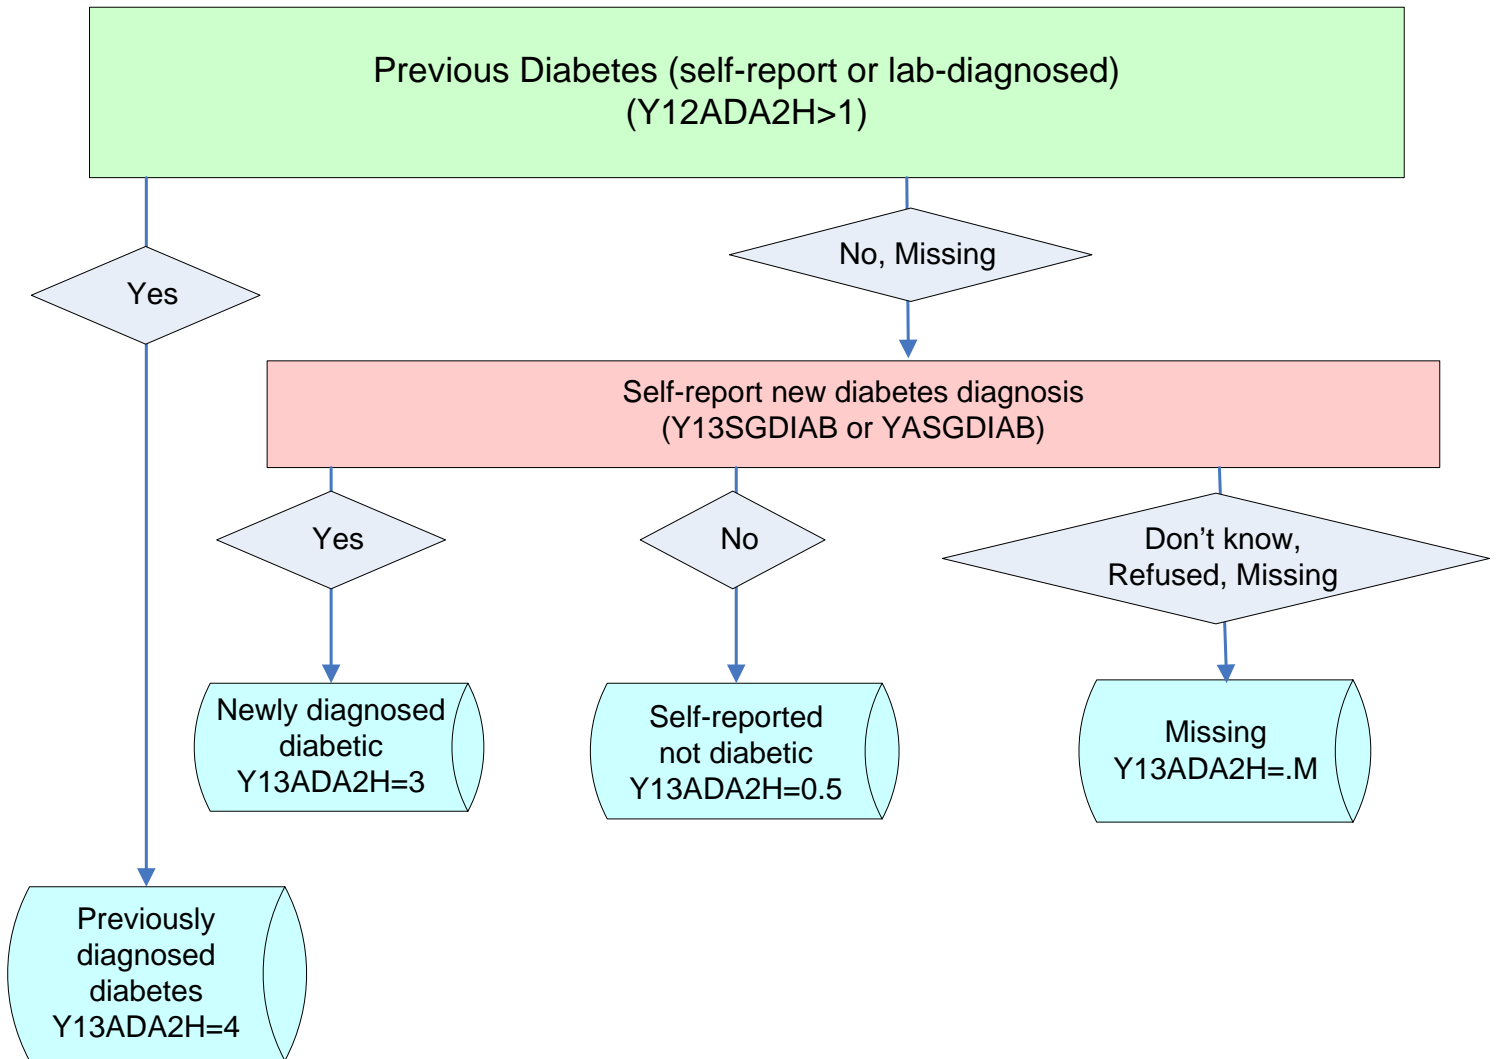 Previous Diabetes (self-report or lab-diagnosed)
(Y12ADA2H>1)
Yes
No, Missing
Self-report new diabetes diagnosis
(Y13SGDIAB or YASGDIAB)
Yes
No
Don’t know,
Refused, Missing
Newly diagnosed
diabetic
Y13ADA2H=3
Self-reported
not diabetic
Y13ADA2H=0.5
Missing
Y13ADA2H=.M
Previously
diagnosed
diabetes
Y13ADA2H=4